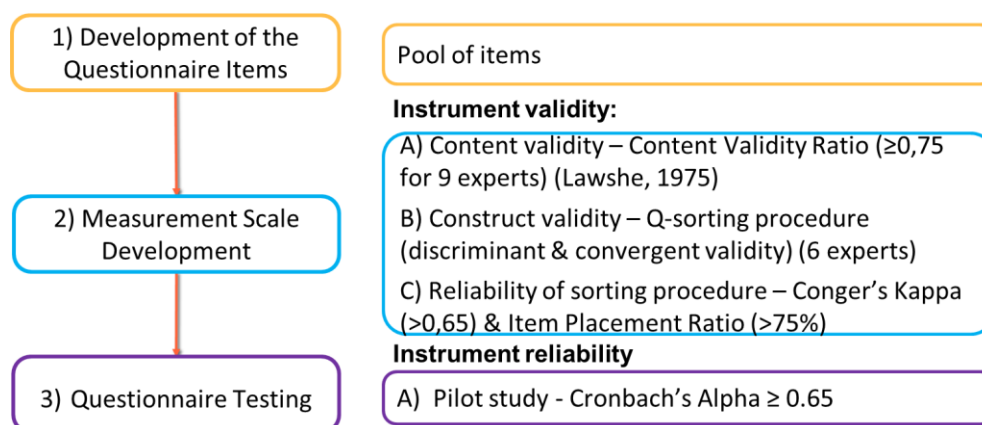 1) Development of the
Questionnaire Items
Pool of items
Instrument validity:
A) Content validity – Content Validity Ratio (≥0,75
for 9 experts) (Lawshe, 1975)
2) Measurement Scale
Development
B) Construct validity – Q-sorting procedure
(discriminant & convergent validity) (6 experts)
C) Reliability of sorting procedure – Conger’s Kappa
(>0,65) & Item Placement Ratio (>75%)
Instrument reliability
3) Questionnaire Testing
A) Pilot study - Cronbach’s Alpha ≥ 0.65